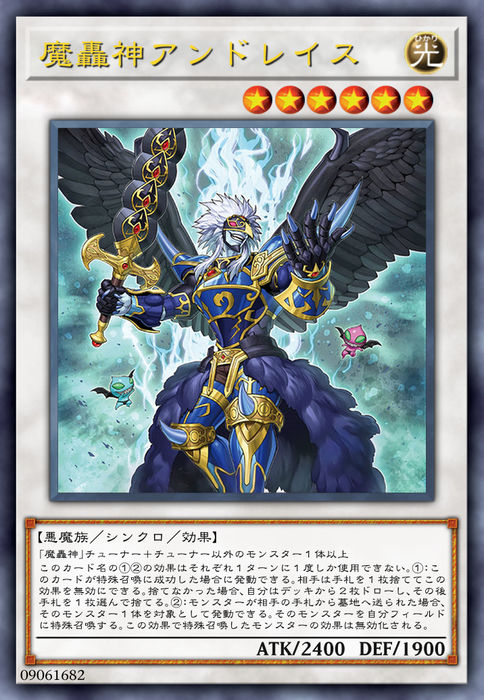 魔轟神アンドレイス
ひかり
光
【悪魔族／シンクロ／効果】
「魔轟神」チューナー＋チューナー以外のモンスター１体以上
このカード名の①②の効果はそれぞれ１ターンに１度しか使用できない。①：こ
のカードが特殊召喚に成功した場合に発動できる。相手は手札を１枚捨ててこ
の効果を無効にできる。捨てなかった場合、自分はデッキから２枚ドローし、その後
手札を１枚選んで捨てる。②：モンスターが相手の手札から墓地へ送られた場合、
そのモンスター１体を対象として発動できる。そのモンスターを自分フィールド
に特殊召喚する。この効果で特殊召喚したモンスターの効果は無効化される。
ATK/2400 DEF/1900
09061682